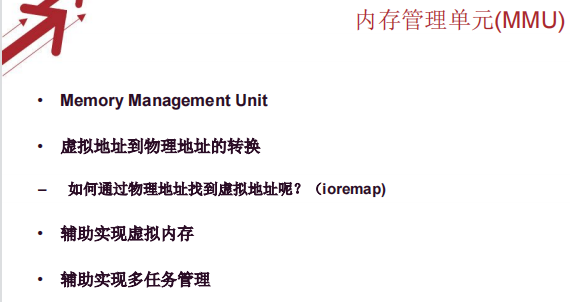 内存管理单元(MMU)
• Memory Management Unit
• 虚拟地址到物理地址的转换
– 如何通过物理地址找到虚拟地址呢？（ioremap)
• 辅助实现虚拟内存
• 辅助实现多任务管理